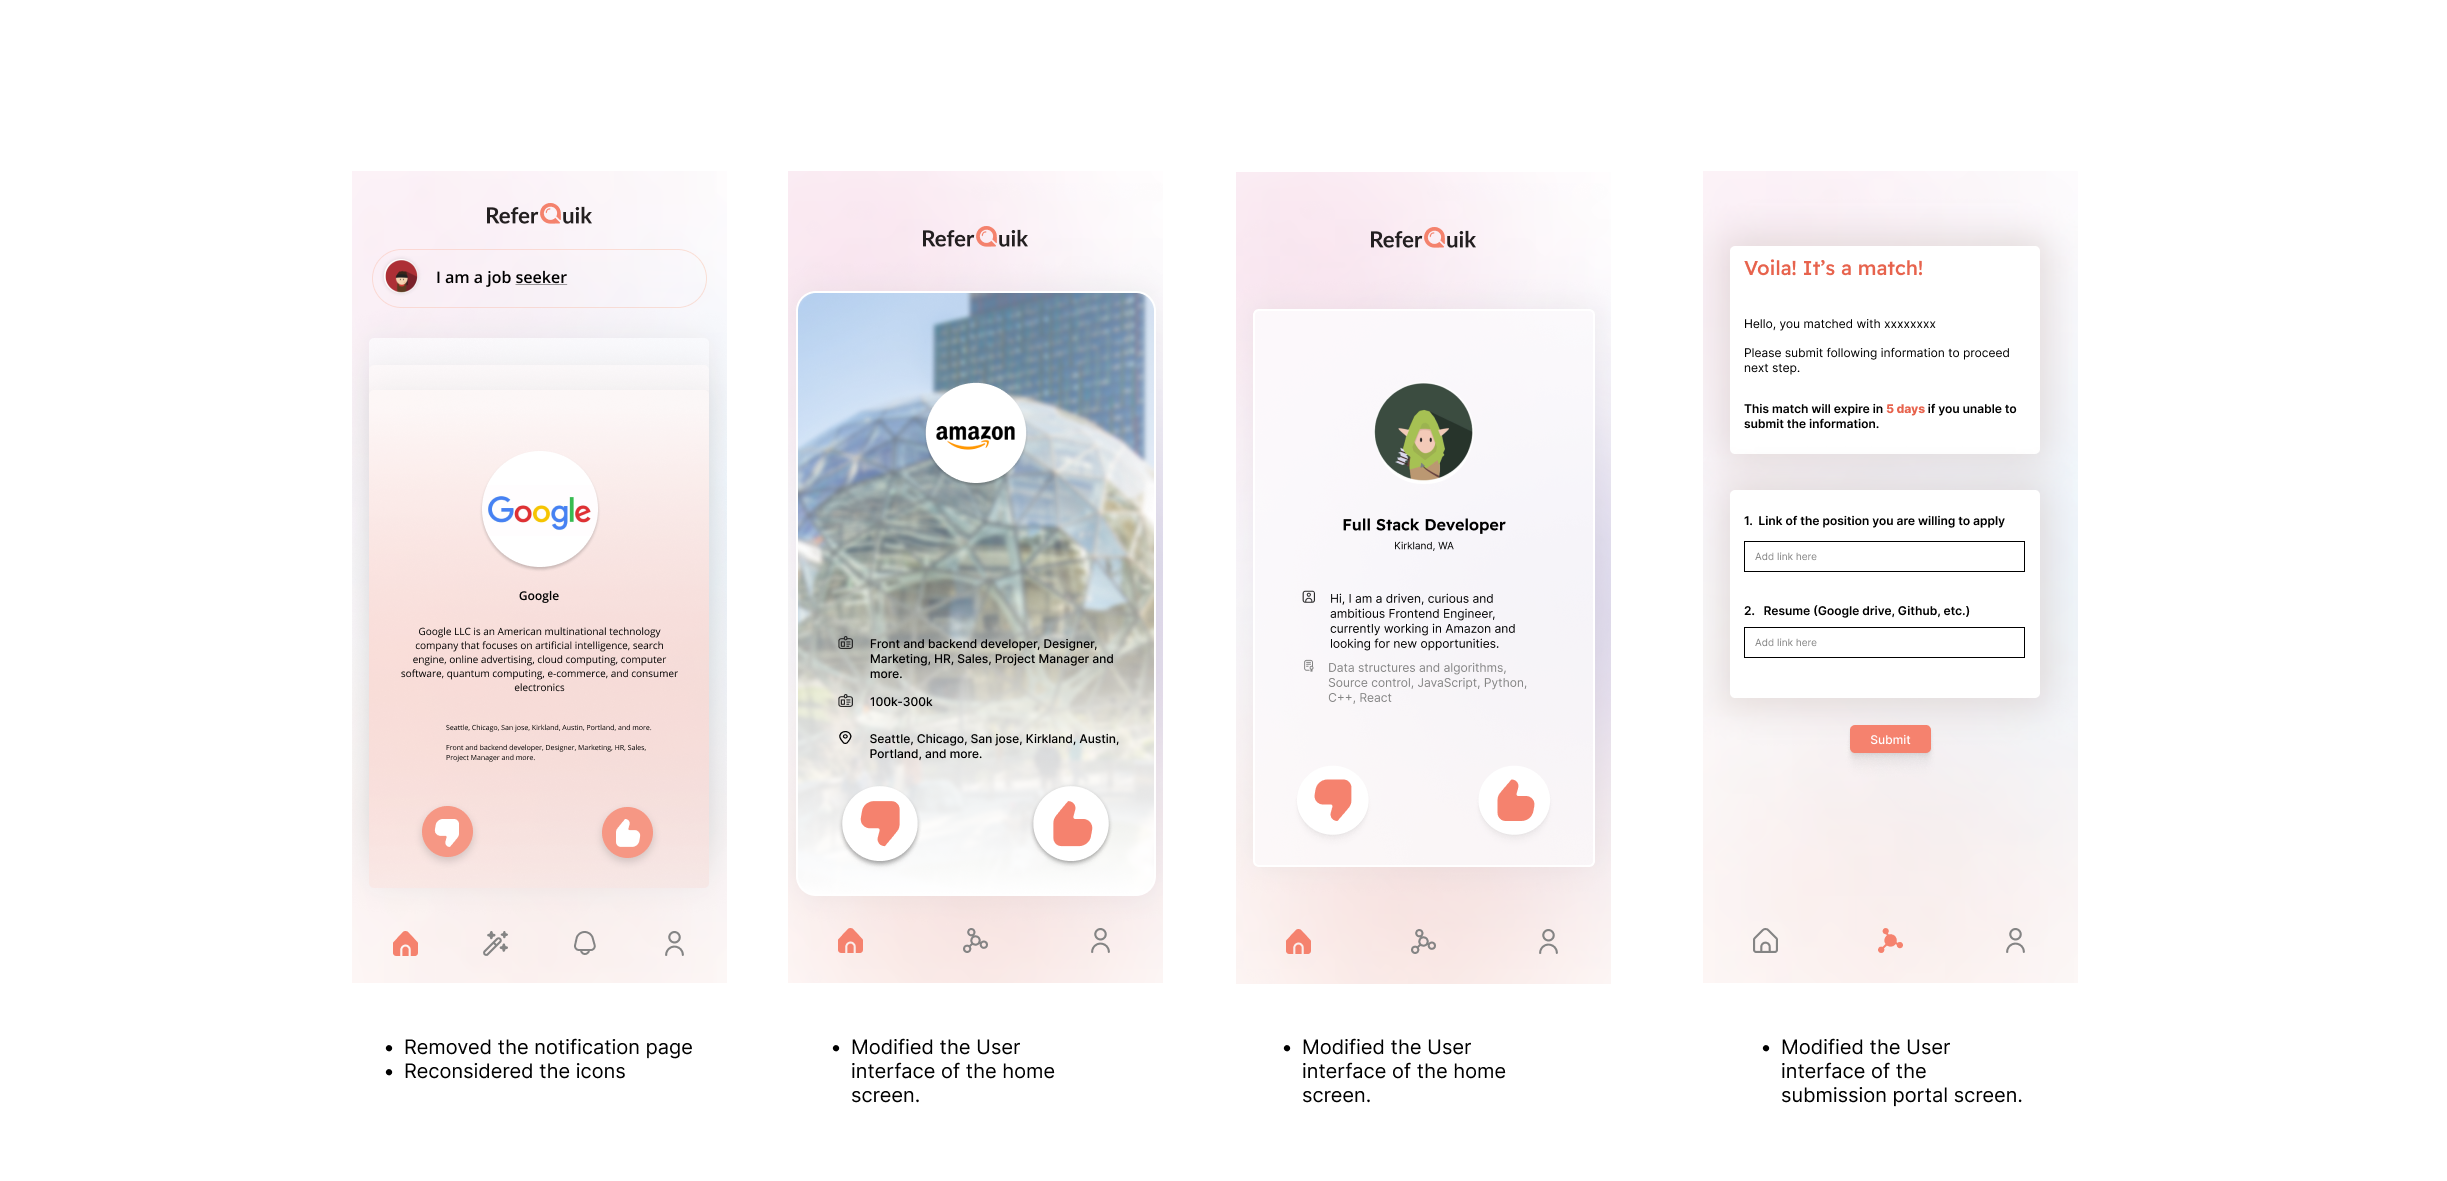 ReferQuik
I am a job seeker
Google
Google
Google LLC is an American multinational technology
company that focuses on artificial intelligence, search
engine, online advertising, cloud computing, computer
software, quantum computing, e-commerce, and consumer
electronics
Seattle, Chicago, San jose, Kirkland, Austin, Portland, and more.
Front and backend developer, Designer, Marketing, HR, Sales,
Project Manager and more.
• Removed the notification page
• Reconsidered the icons
ReferQuik
amazon
Front and backend developer, Designer,
Marketing, HR, Sales, Project Manager and
more.
100k-300k
Seattle, Chicago, San jose, Kirkland, Austin,
Portland, and more.
• Modified the User
interface of the home
screen.
ReferQuik
Full Stack Developer
Kirkland, WA
Hi, I am a driven, curious and
ambitious Frontend Engineer,
currently working in Amazon and
looking for new opportunities.
Data structures and algorithms,
Source control, JavaScript, Python,
C++, React
• Modified the User
interface of the home
screen.
Voila! It’s a match!
Hello, you matched with xxxxxxxx
Please submit following information to proceed
next step.
This match will expire in 5 days if you unable to
submit the information.
1. Link of the position you are willing to apply
Add link here
2. Resume (Google drive, Github, etc.)
Add link here
Submit
• Modified the User
interface of the
submission portal screen.